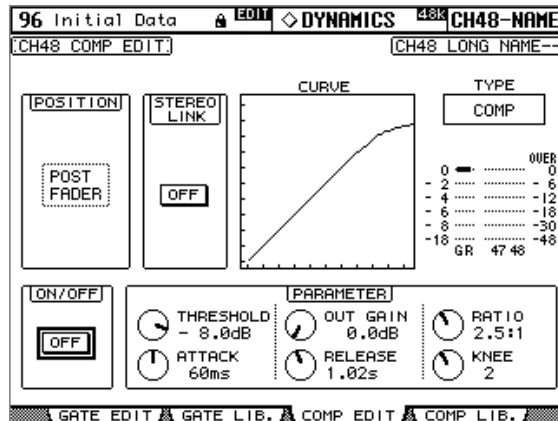 96 Initial Data EDIT ◇DYNAMICS 48K CH48-NAME
CH48 COMP EDIT CH48 LONG NAME--
POSITION
POST
FADER
STEREO
LINK
OFF
CURVE
TYPE
COMP
OVER
0 0
- 2 - 6
- 4 -12
- 6 -18
- 8 -30
-18 -48
GR 47 48
ON/OFF
OFF
PARAMETER
THRESHOLD
- 8.0dB
OUT GAIN
0.0dB
RATIO
2.5:1
ATTACK
60ms
RELEASE
1.02s
KNEE
2
GATE EDIT GATE LIB. COMP EDIT COMP LIB.